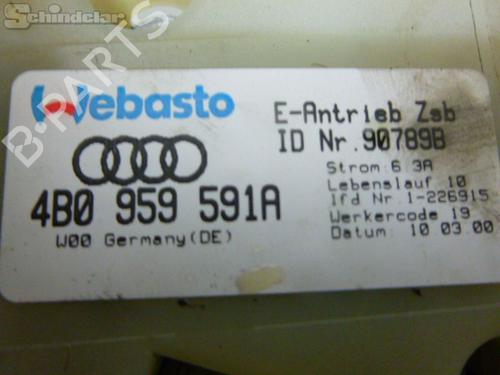 Schindelar
B-PARTS
Webasto
4B0 959 591A
W00 Germany(DE)
E-Antrieb Zsb
ID Nr.90789B
Strom:6.3A
Lebenslauf 10
lfd Nr.1-226915
Werkercode 19
Datum: 10.03.00